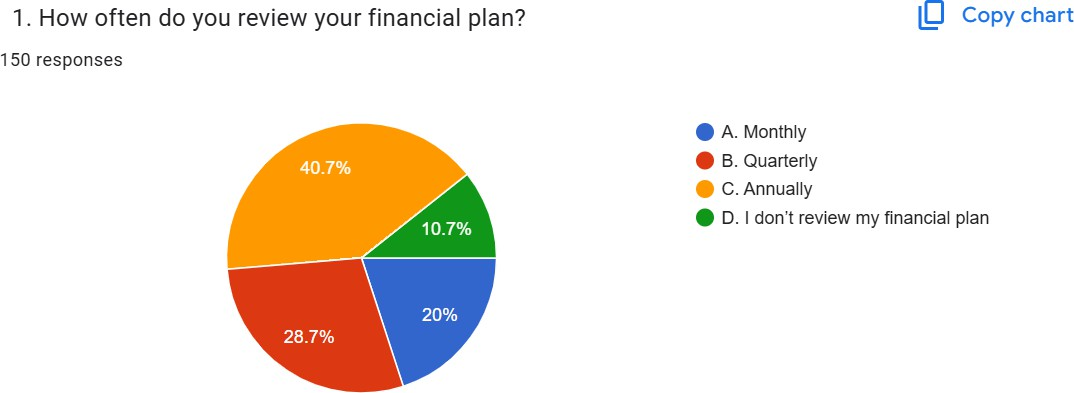 1. How often do you review your financial plan?
Copy chart
150 responses
40.7%
10.7%
20%
28.7%
A. Monthly
B. Quarterly
C. Annually
D. I don’t review my financial plan